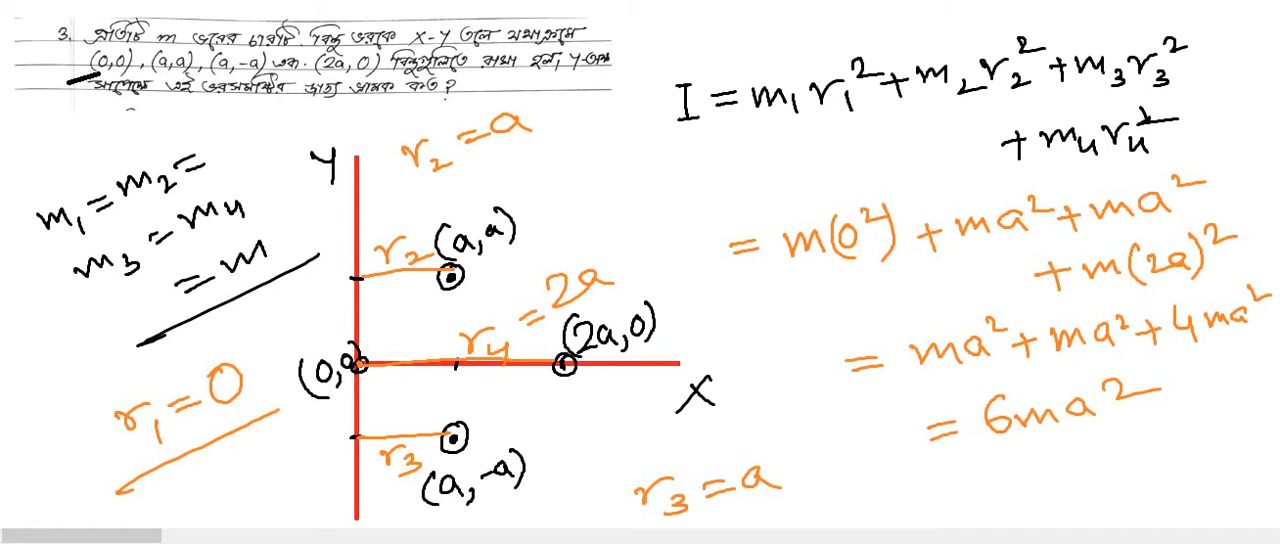 3. প্রতিটি m ভরের চারটি বিন্দু ভরকে X-Y তলে যথাক্রমে
(0,0), (a,a), (a,-a) এবং (2a, 0) বিন্দুগুলিতে রাখা হল, Y-অক্ষ
সাপেক্ষে এই ভরসমষ্টির জাড্য ভ্রামক কত?
m₁ = m₂ =
m₃ = m₄
= m
r₁ = 0
r₂ = a
Y
r₂ (a, a)
r₄ = 2a
(2a, 0)
(0,
X
r₃
(a, -a)
r₃ = a
I = m₁r₁² + m₂r₂² + m₃r₃²
+ m₄r₄²
= m(0²) + ma² + ma²
+ m(2a)²
= ma² + ma² + 4ma²
= 6ma²